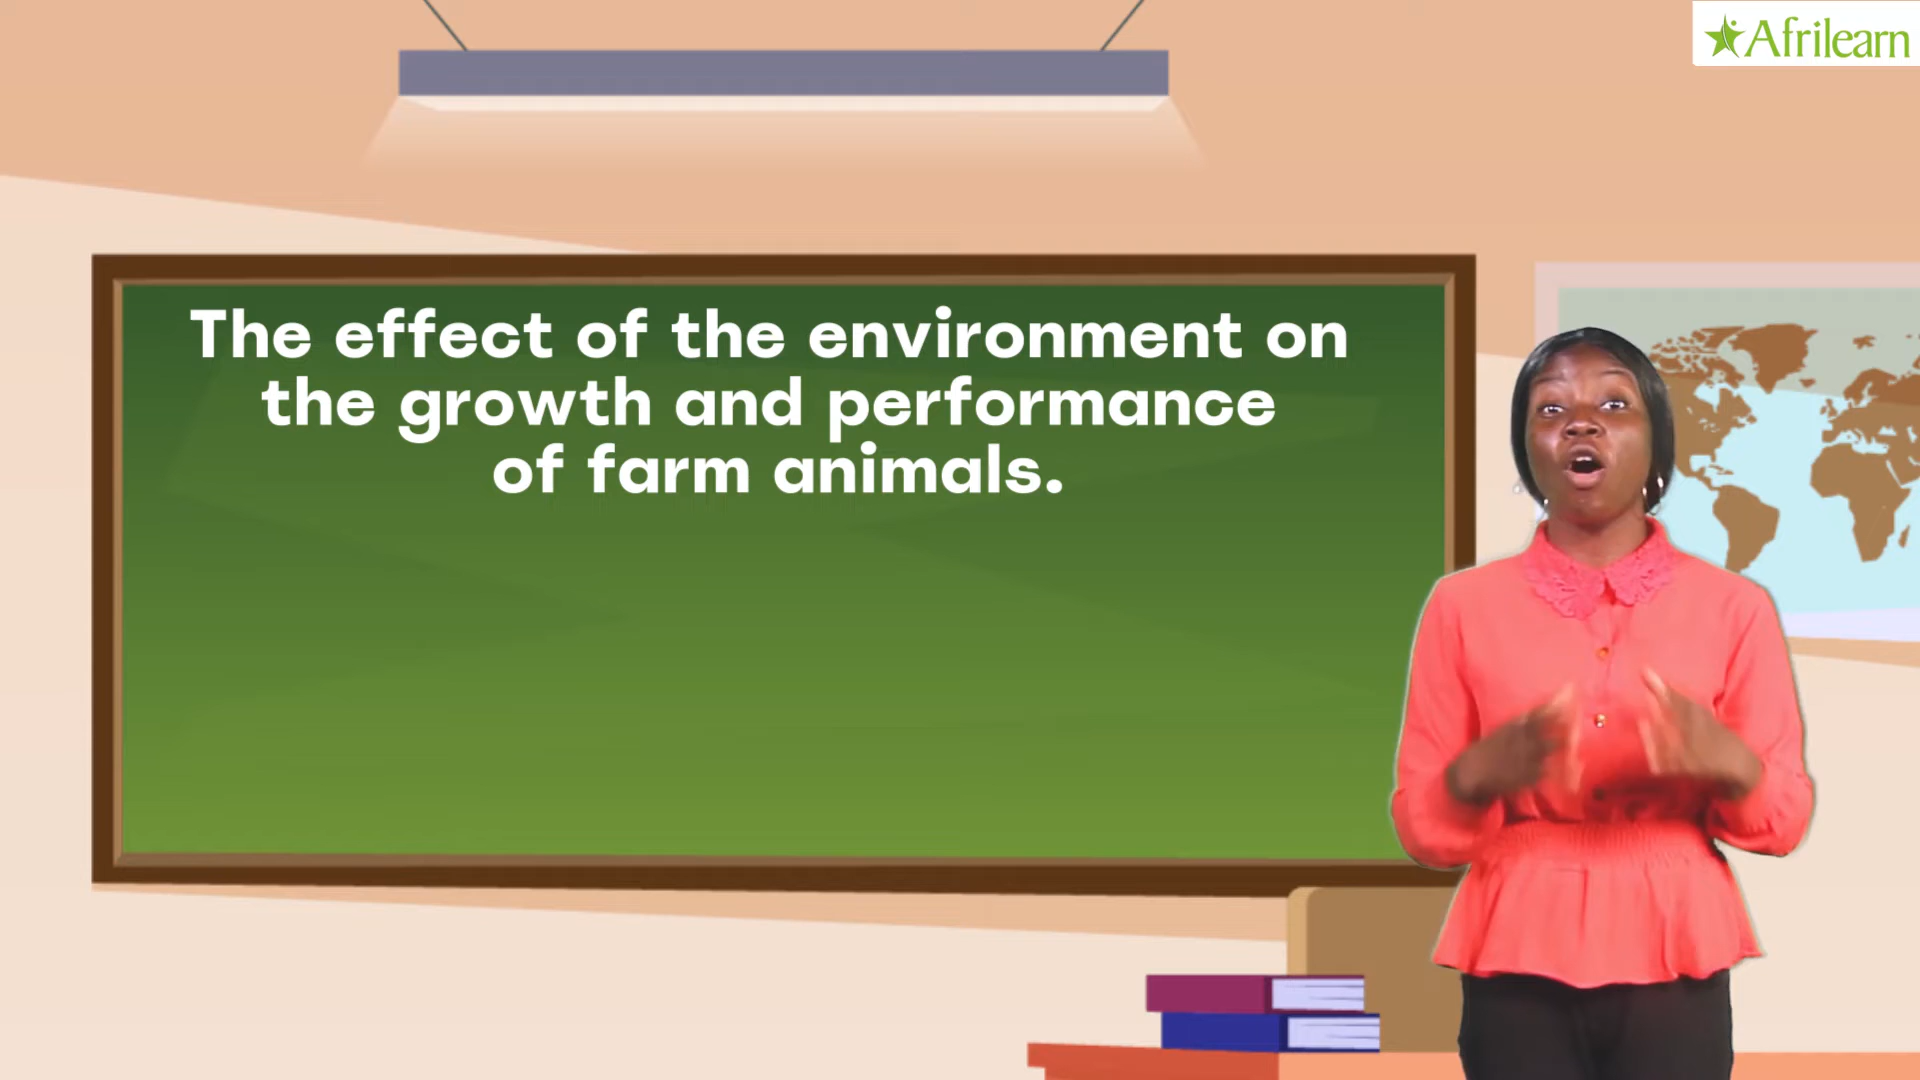 Afrilearn
The effect of the environment on
the growth and performance
of farm animals.